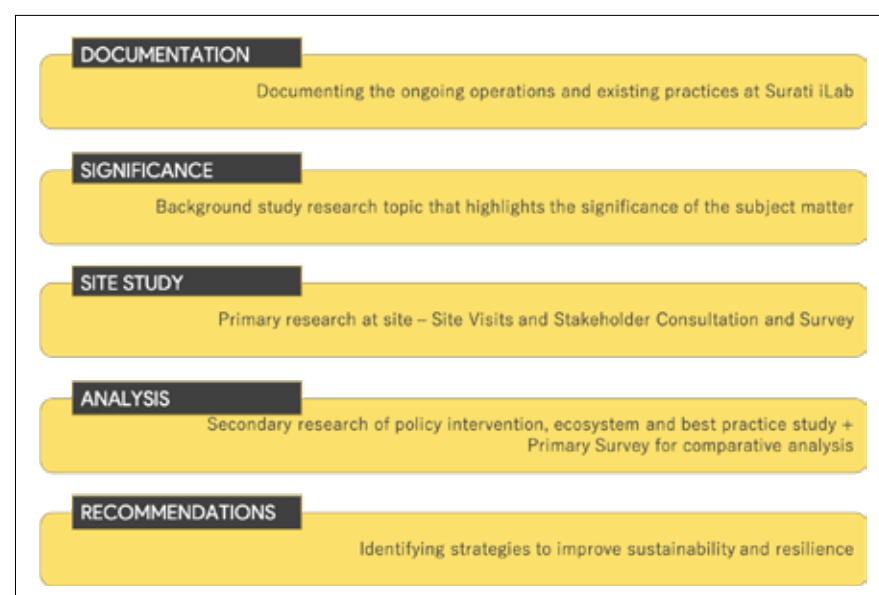 DOCUMENTATION
Documenting the ongoing operations and existing practices at Surati iLab
SIGNIFICANCE
Background study research topic that highlights the significance of the subject matter
SITE STUDY
Primary research at site – Site Visits and Stakeholder Consultation and Survey
ANALYSIS
Secondary research of policy intervention, ecosystem and best practice study +
Primary Survey for comparative analysis
RECOMMENDATIONS
Identifying strategies to improve sustainability and resilience